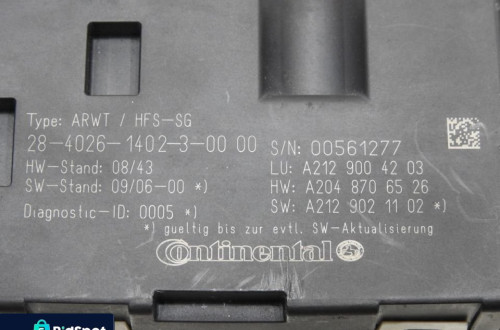 Type: ARWT / HFS-SG
28-4026-1402-3-00 00
HW-Stand: 08/43
SW-Stand: 09/06-00 *)
Diagnostic-ID: 0005 *)
S/N: 00561277
LU: A212 900 42 03
HW: A204 870 65 26
SW: A212 902 11 02 *)
*) gueltig bis zur evtl. SW-Aktualisierung
Continental
BidSpot